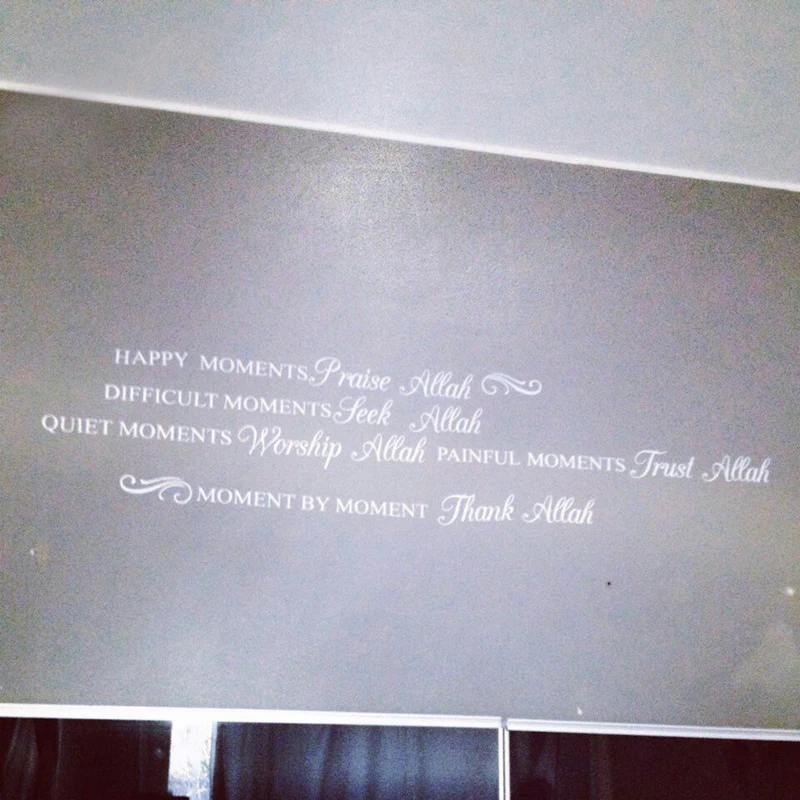 HAPPY MOMENTS Praise Allah
DIFFICULT MOMENTS Seek Allah
QUIET MOMENTS Worship Allah PAINFUL MOMENTS Trust Allah
MOMENT BY MOMENT Thank Allah